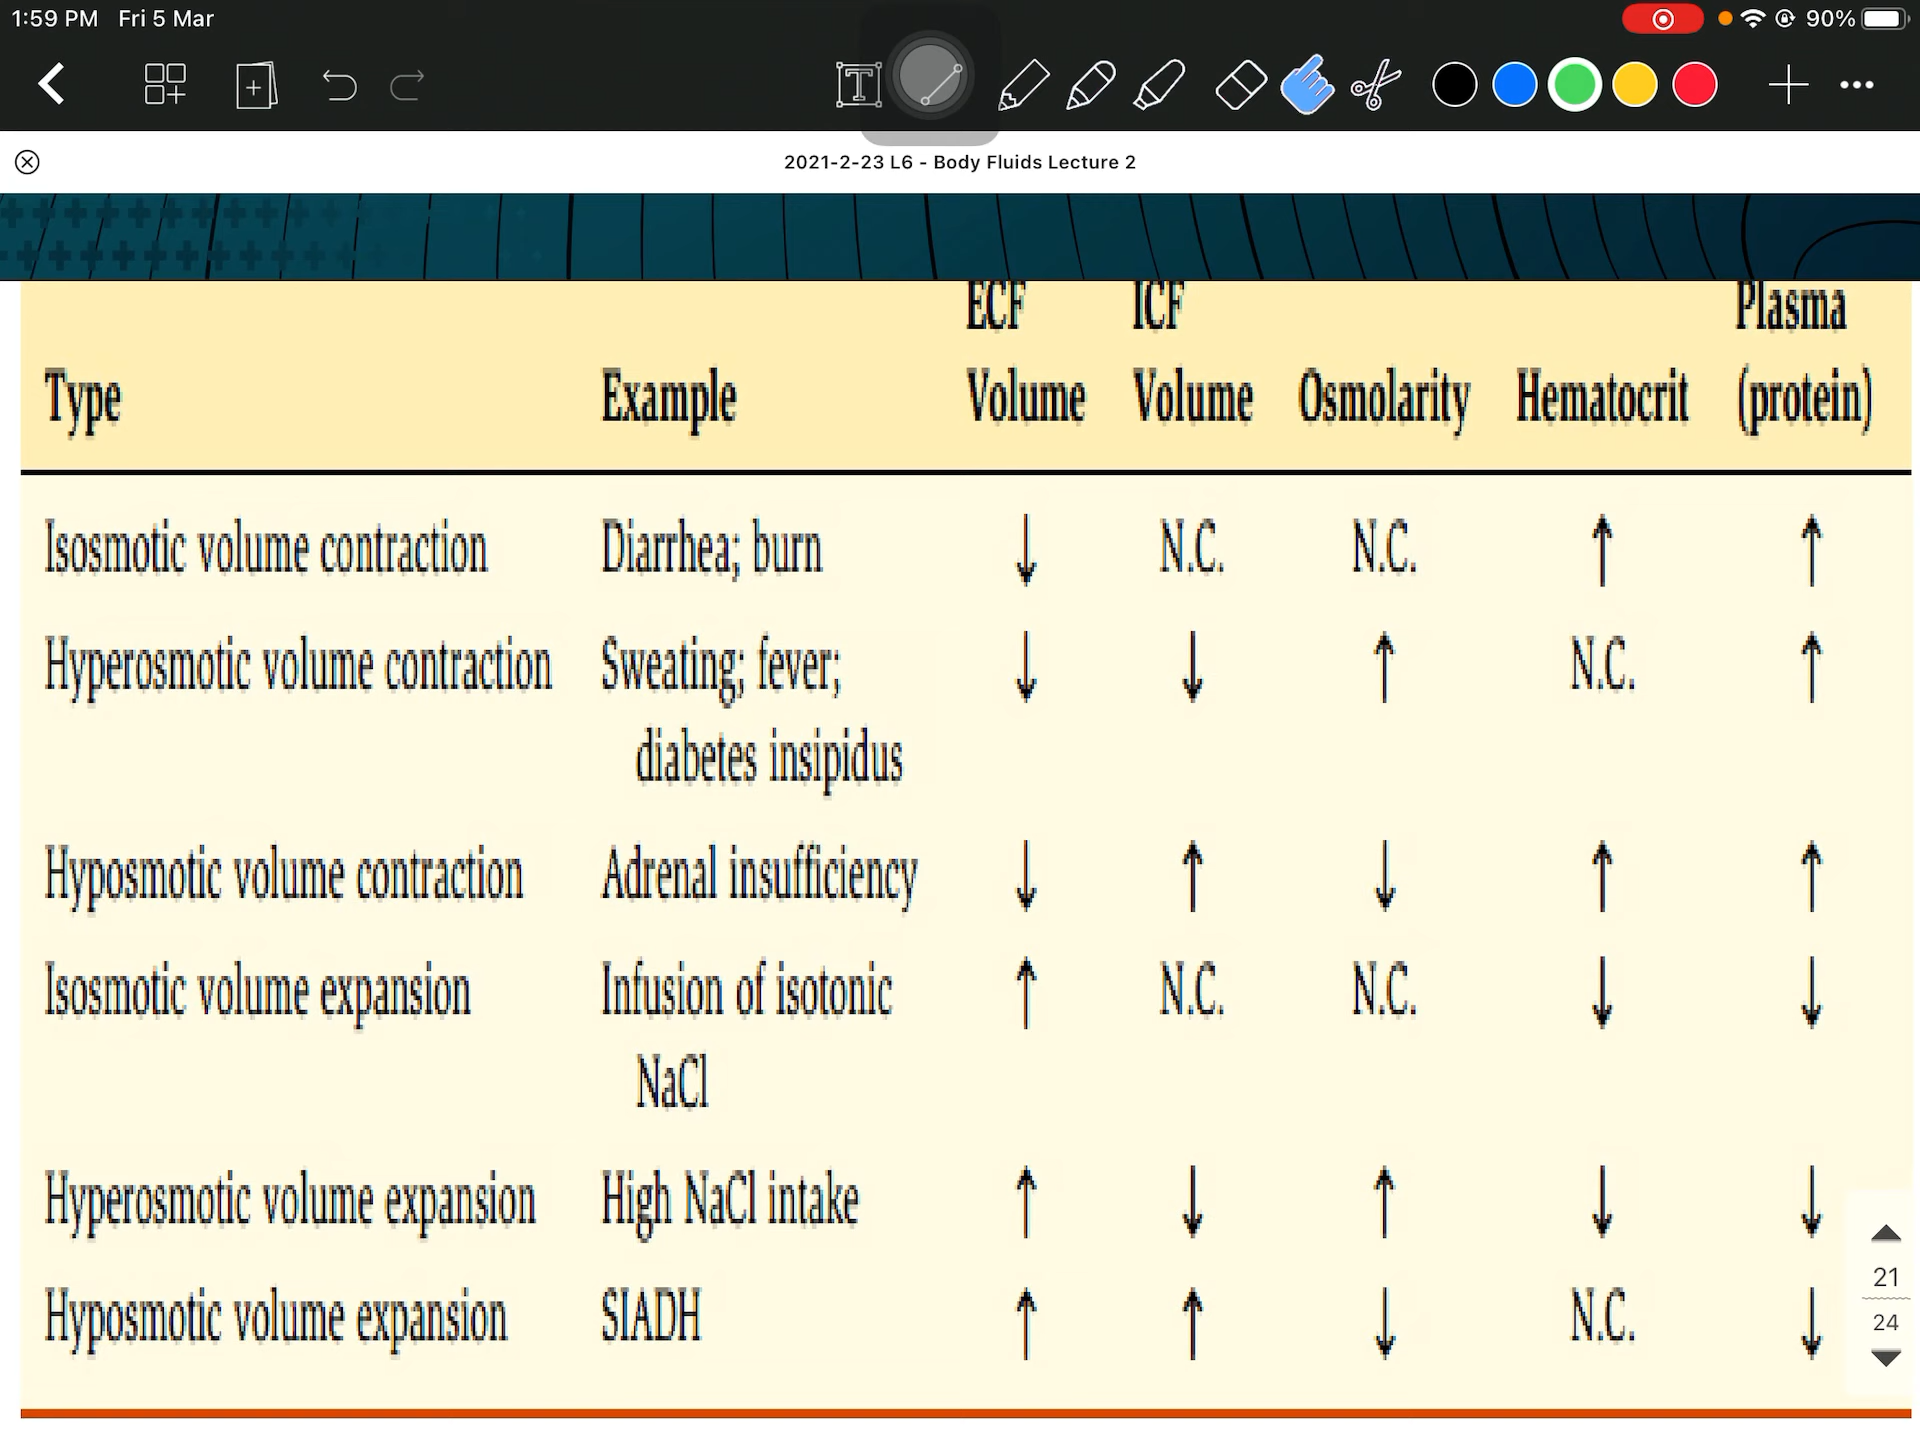 1:59 PM Fri 5 Mar 90%
T
2021-2-23 L6 - Body Fluids Lecture 2
ECF ICF Plasma
Type Example Volume Volume Osmolarity Hematocrit (protein)
Isosmotic volume contraction Diarrhea; burn ↓ N.C. N.C. ↑ ↑
Hyperosmotic volume contraction Sweating; fever; ↓ ↓ ↑ N.C. ↑
diabetes insipidus
Hyposmotic volume contraction Adrenal insufficiency ↓ ↑ ↓ ↑ ↑
Isosmotic volume expansion Infusion of isotonic ↑ N.C. N.C. ↓ ↓
NaCl
Hyperosmotic volume expansion High NaCl intake ↑ ↓ ↑ ↓ ↓
Hyposmotic volume expansion SIADH ↑ ↑ ↓ N.C. ↓
21
24